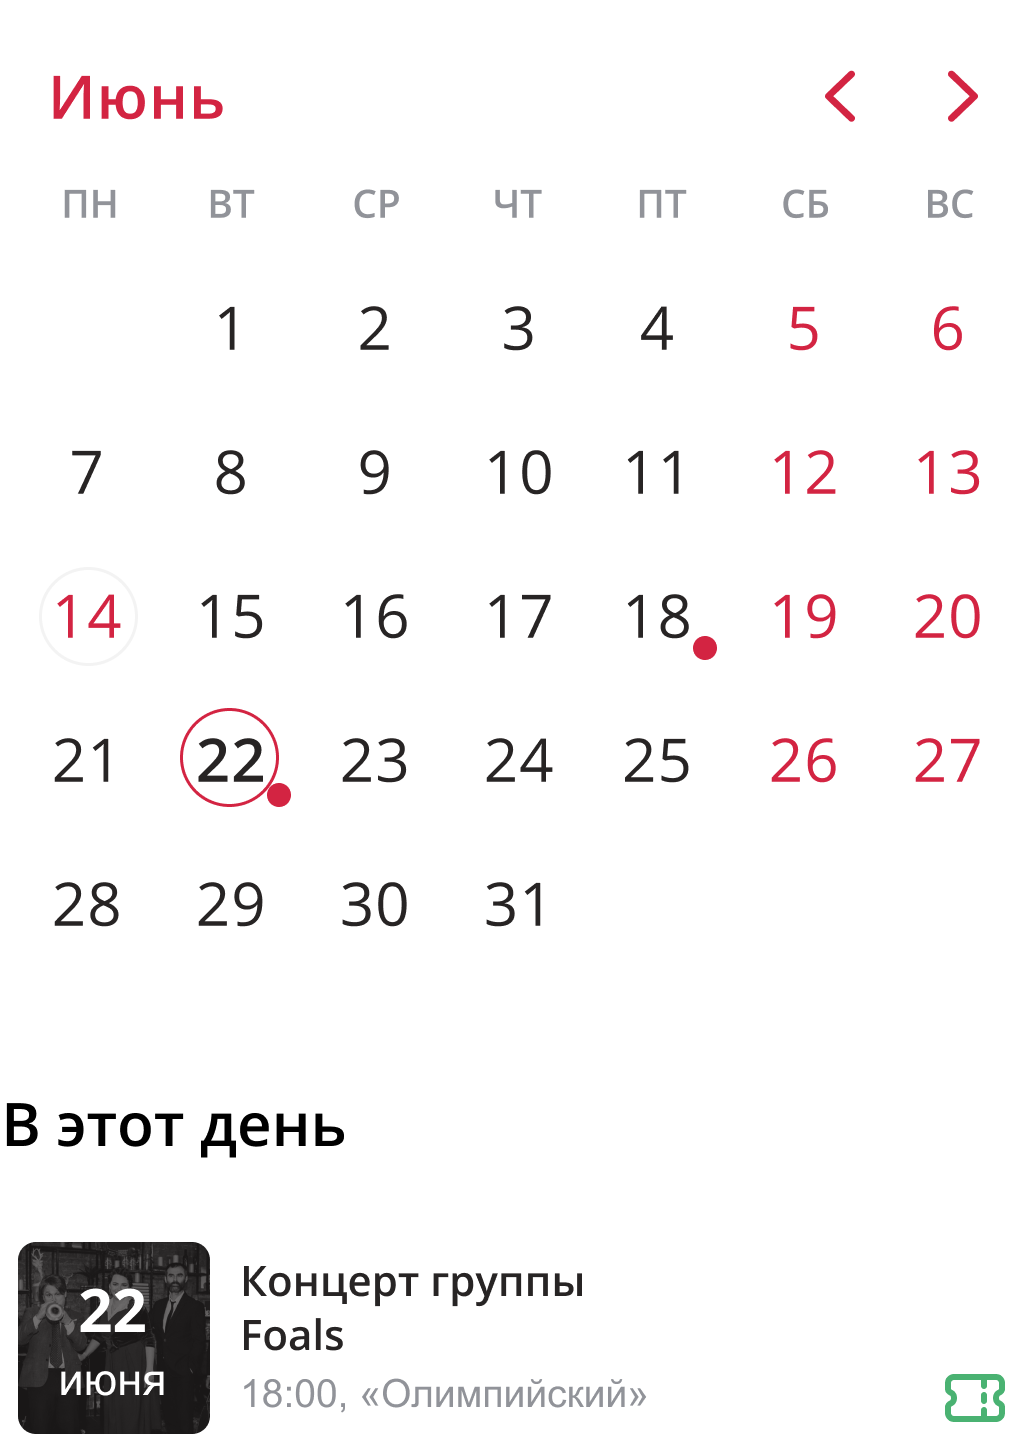 Июнь
ПН ВТ СР ЧТ ПТ СБ ВС
1 2 3 4 5 6
7 8 9 10 11 12 13
14 15 16 17 18 19 20
21 22 23 24 25 26 27
28 29 30 31
В этот день
22
июня
Концерт группы
Foals
18:00, «Олимпийский»